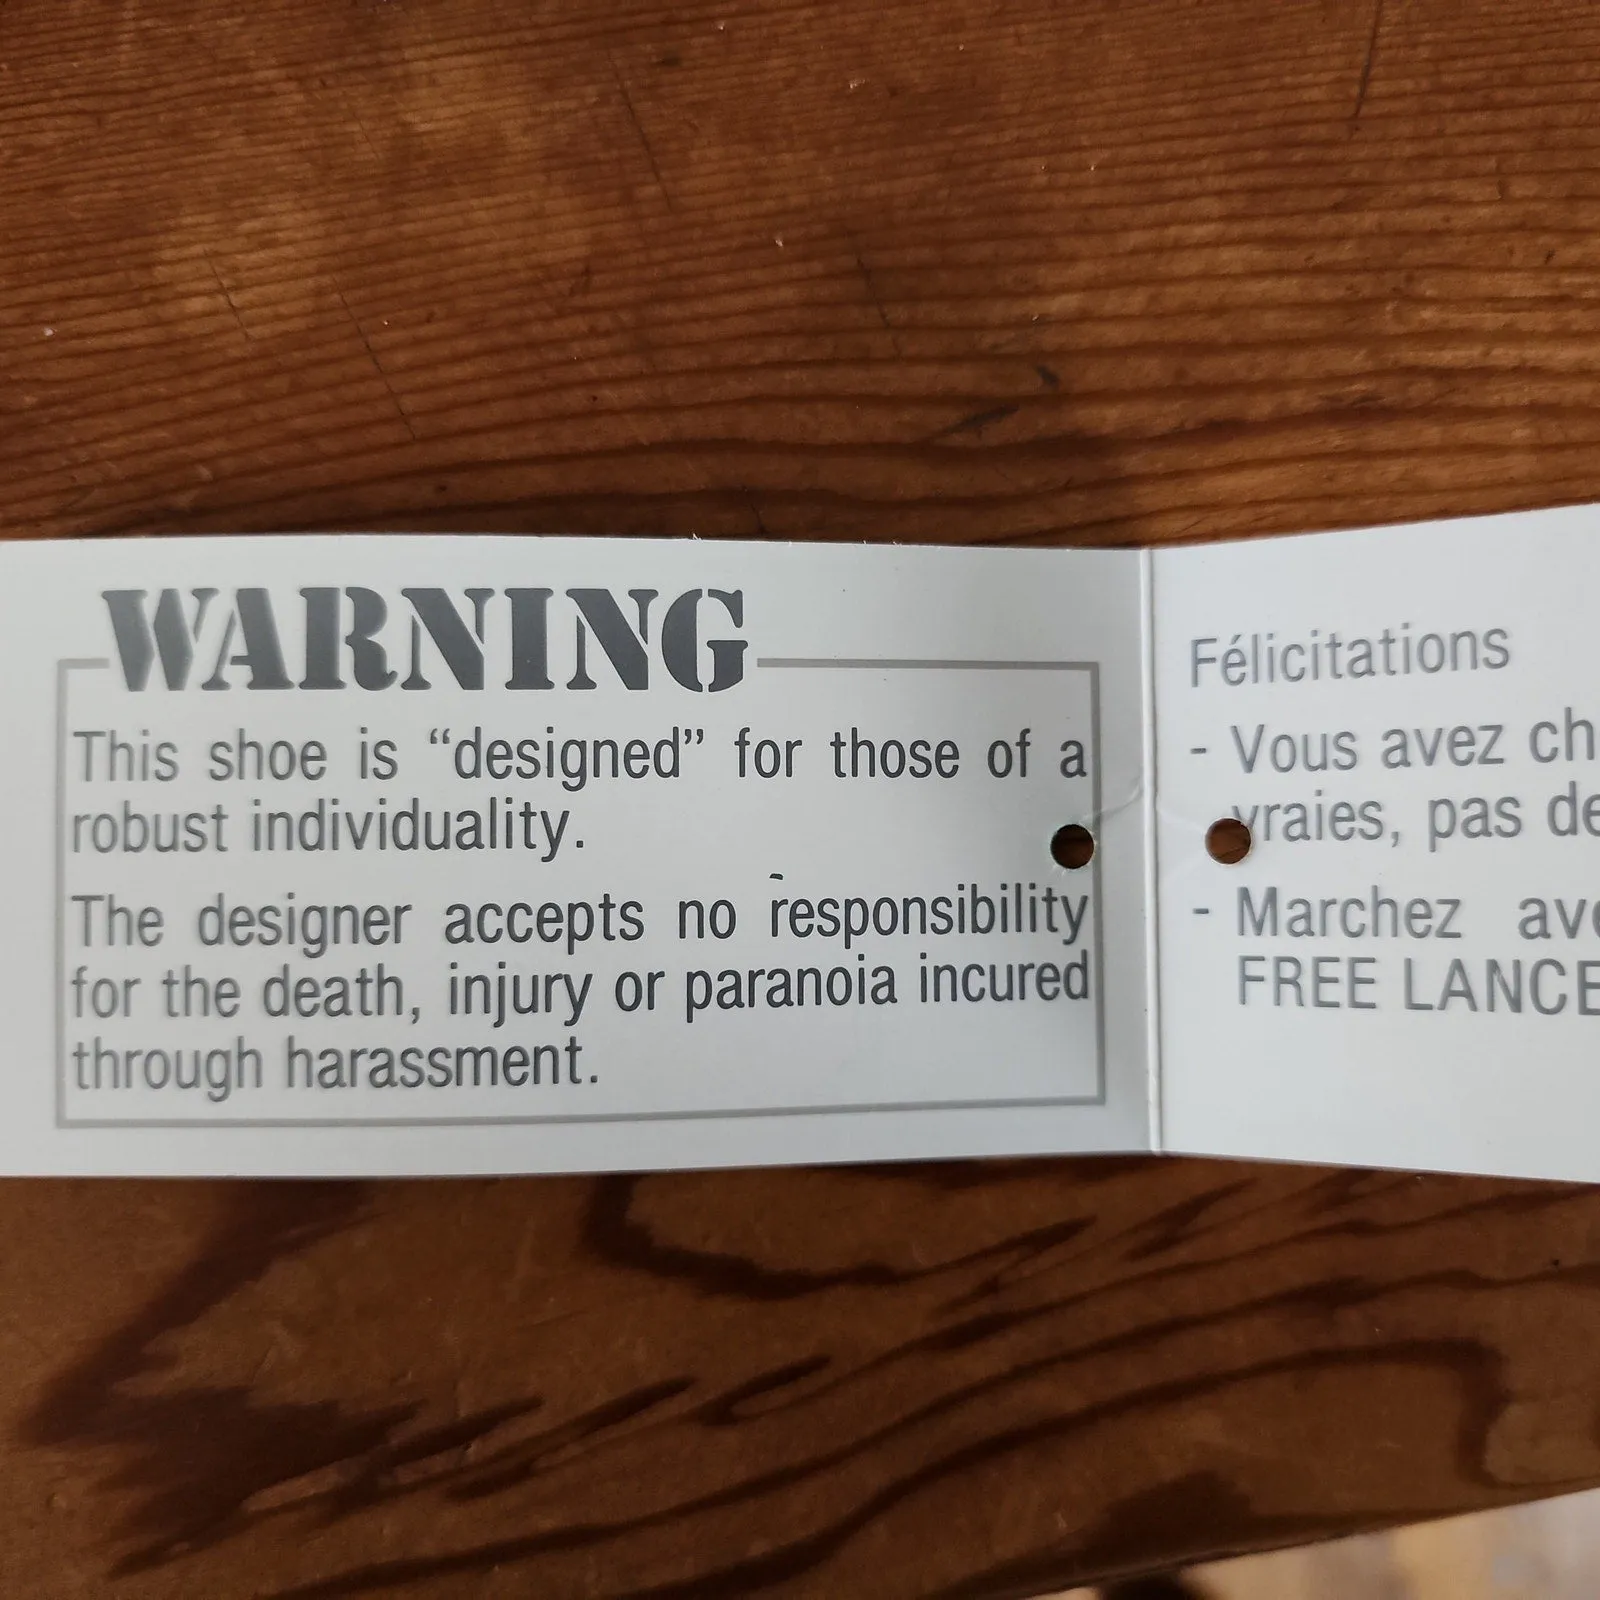 WARNING
This shoe is “designed” for those of a
robust individuality.
The designer accepts no responsibility
for the death, injury or paranoia incured
through harassment.
Félicitations
- Vous avez
vraies, pas
- Marchez
FREE LANCE